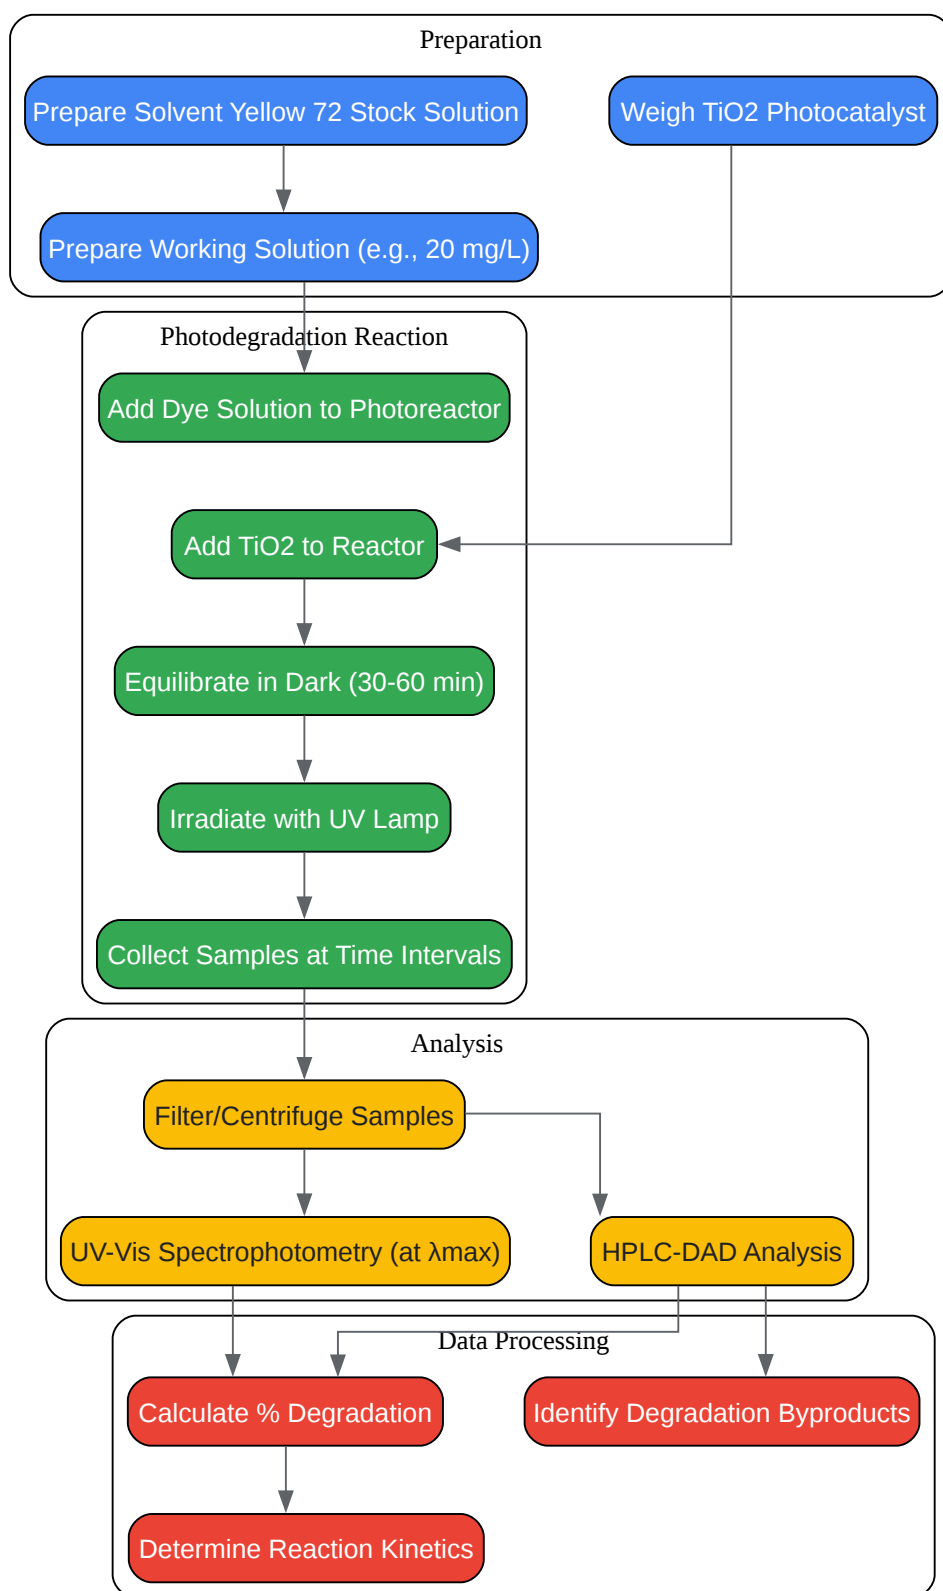 Preparation
Prepare Solvent Yellow 72 Stock Solution
Weigh TiO2 Photocatalyst
Prepare Working Solution (e.g., 20 mg/L)
Photodegradation Reaction
Add Dye Solution to Photoreactor
Add TiO2 to Reactor
Equilibrate in Dark (30-60 min)
Irradiate with UV Lamp
Collect Samples at Time Intervals
Analysis
Filter/Centrifuge Samples
UV-Vis Spectrophotometry (at λmax)
HPLC-DAD Analysis
Data Processing
Calculate % Degradation
Identify Degradation Byproducts
Determine Reaction Kinetics